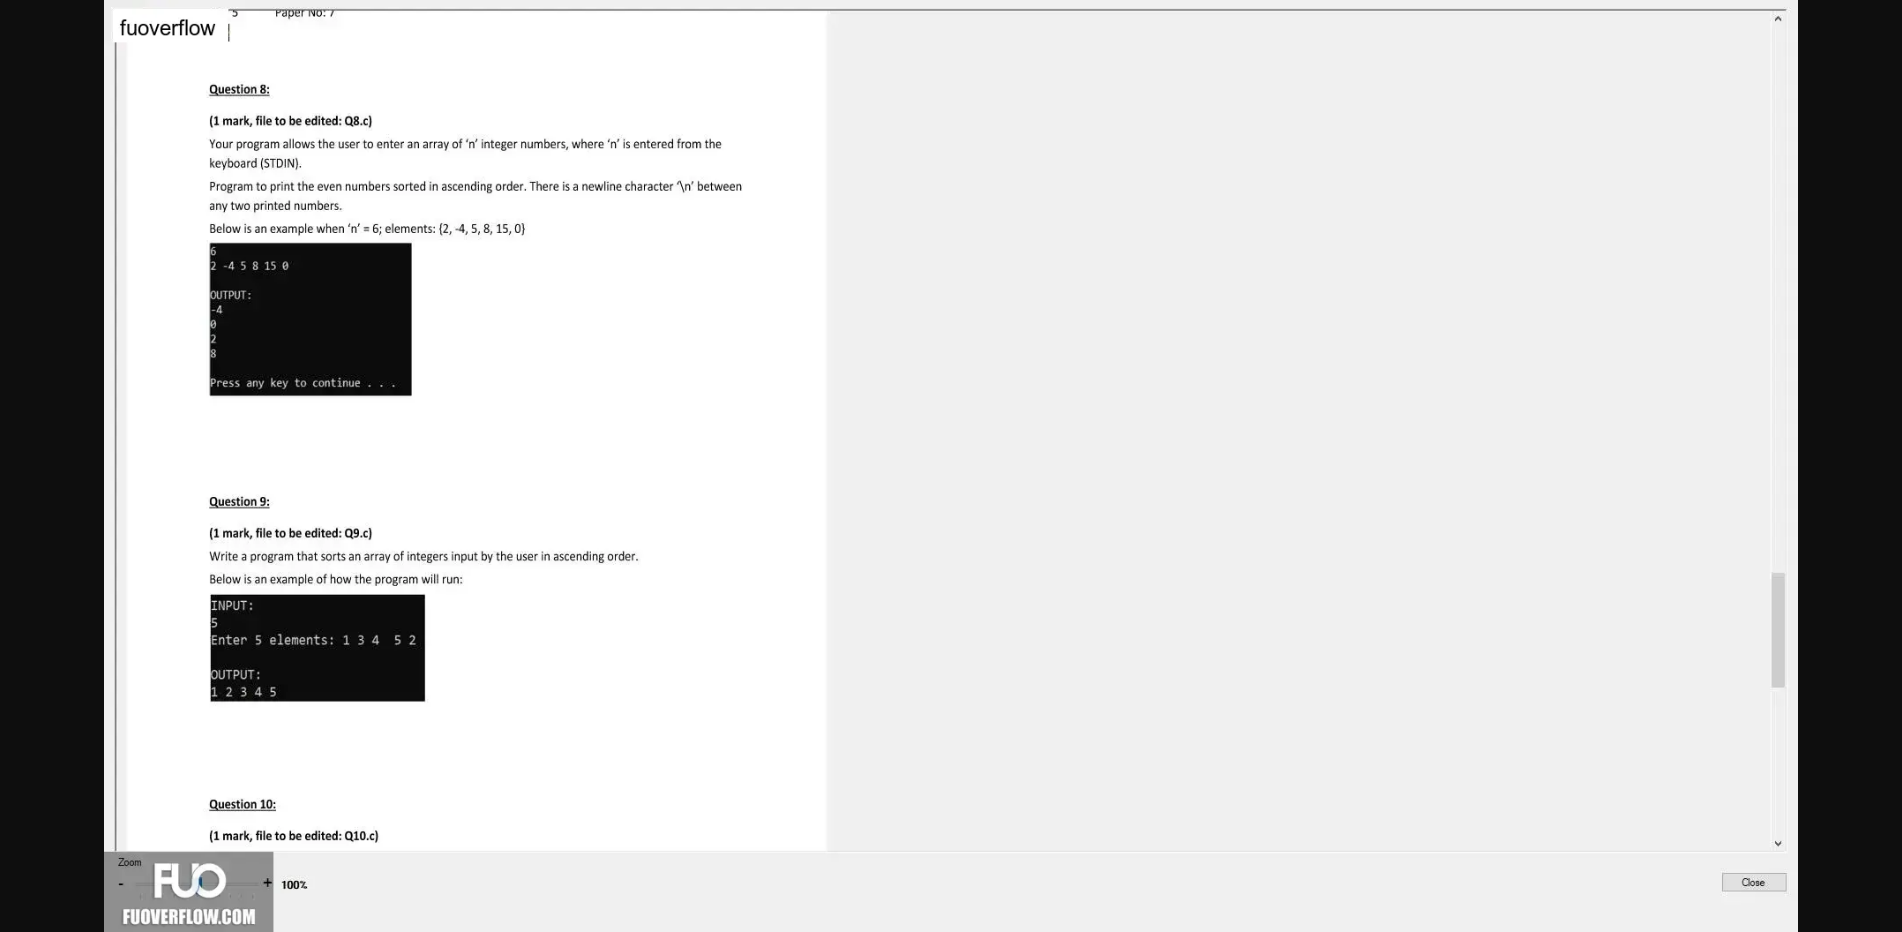 5 Paper No: 7
fuoverflow
Question 8:
(1 mark, file to be edited: Q8.c)
Your program allows the user to enter an array of ‘n’ integer numbers, where ‘n’ is entered from the
keyboard (STDIN).
Program to print the even numbers sorted in ascending order. There is a newline character ‘\n’ between
any two printed numbers.
Below is an example when ‘n’ = 6; elements: {2, -4, 5, 8, 15, 0}
6
2 -4 5 8 15 0
OUTPUT:
-4
0
2
8
Press any key to continue . . .
Question 9:
(1 mark, file to be edited: Q9.c)
Write a program that sorts an array of integers input by the user in ascending order.
Below is an example of how the program will run:
INPUT:
5
Enter 5 elements: 1 3 4  5 2
OUTPUT:
1 2 3 4 5
Question 10:
(1 mark, file to be edited: Q10.c)
Zoom
- + 100%
Close
FUO
FUOVERFLOW.COM